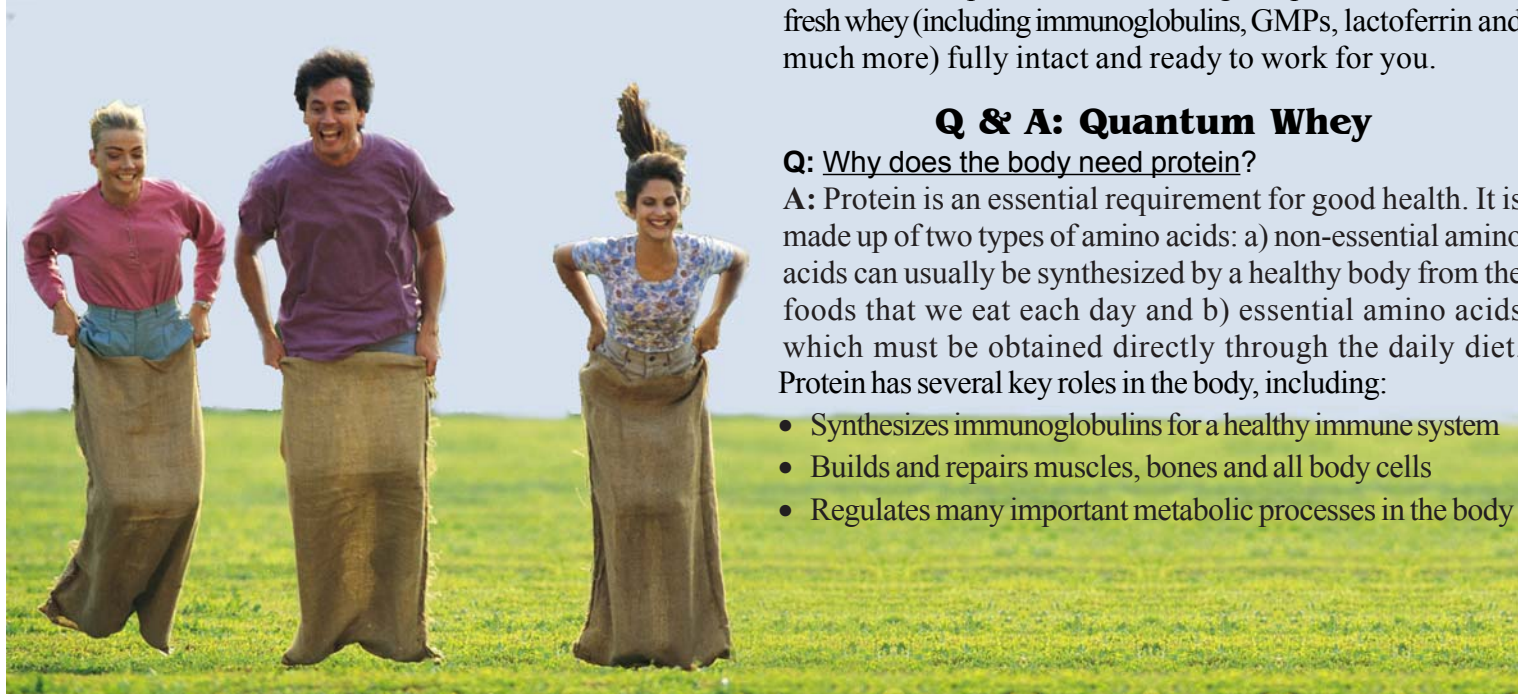 fresh whey (including immunoglobulins, GMPs, lactoferrin and
much more) fully intact and ready to work for you.
Q & A: Quantum Whey
Q: Why does the body need protein?
A: Protein is an essential requirement for good health. It is
made up of two types of amino acids: a) non-essential amino
acids can usually be synthesized by a healthy body from the
foods that we eat each day and b) essential amino acids
which must be obtained directly through the daily diet.
Protein has several key roles in the body, including:
• Synthesizes immunoglobulins for a healthy immune system
• Builds and repairs muscles, bones and all body cells
• Regulates many important metabolic processes in the body